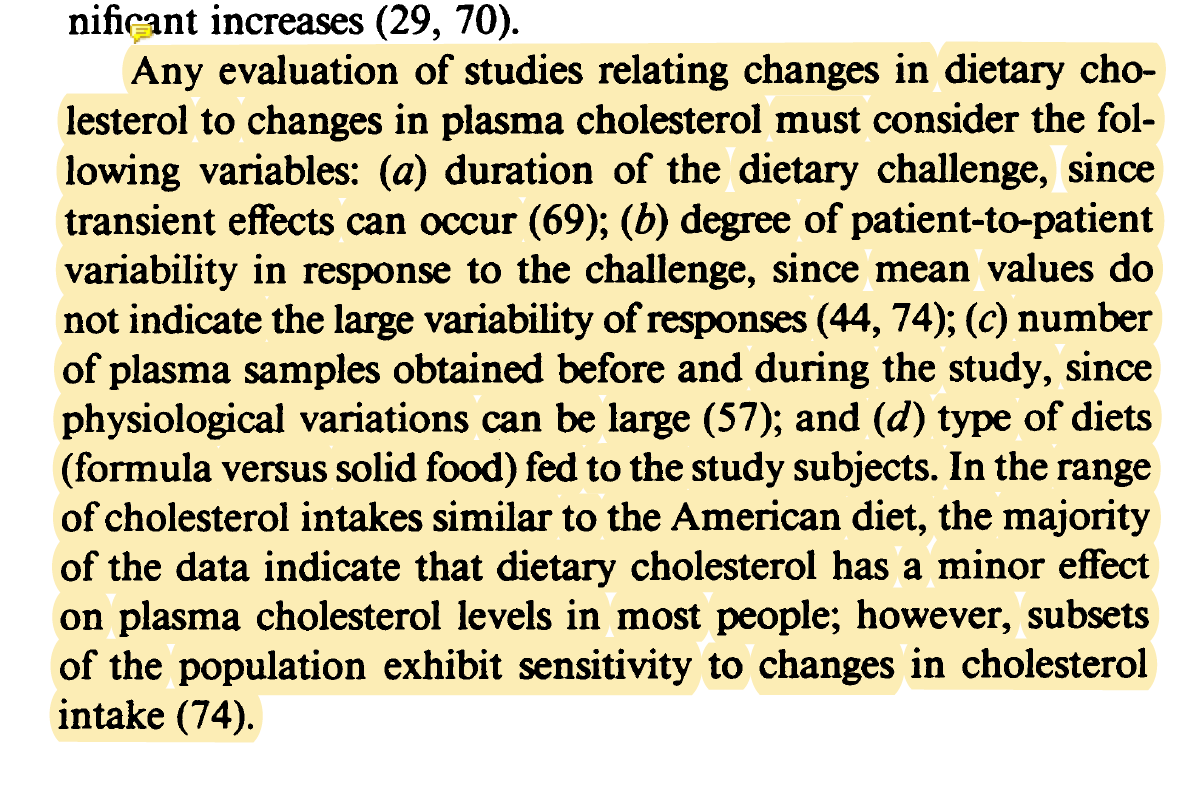 nificant increases (29, 70).
Any evaluation of studies relating changes in dietary cho-
lesterol to changes in plasma cholesterol must consider the fol-
lowing variables: (a) duration of the dietary challenge, since
transient effects can occur (69); (b) degree of patient-to-patient
variability in response to the challenge, since mean values do
not indicate the large variability of responses (44, 74); (c) number
of plasma samples obtained before and during the study, since
physiological variations can be large (57); and (d) type of diets
(formula versus solid food) fed to the study subjects. In the range
of cholesterol intakes similar to the American diet, the majority
of the data indicate that dietary cholesterol has a minor effect
on plasma cholesterol levels in most people; however, subsets
of the population exhibit sensitivity to changes in cholesterol
intake (74).